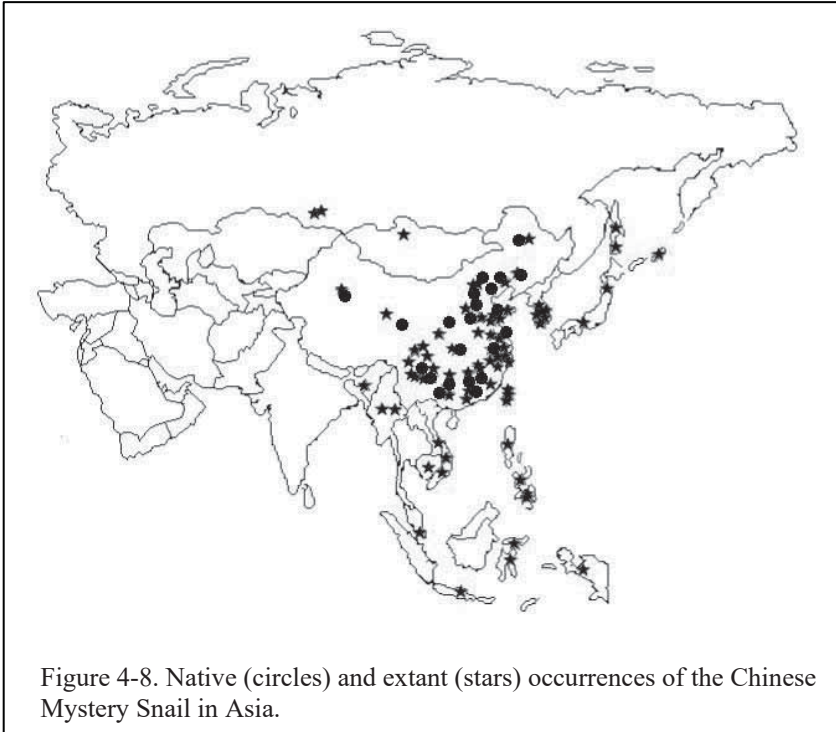 Figure 4-8. Native (circles) and extant (stars) occurrences of the Chinese
Mystery Snail in Asia.